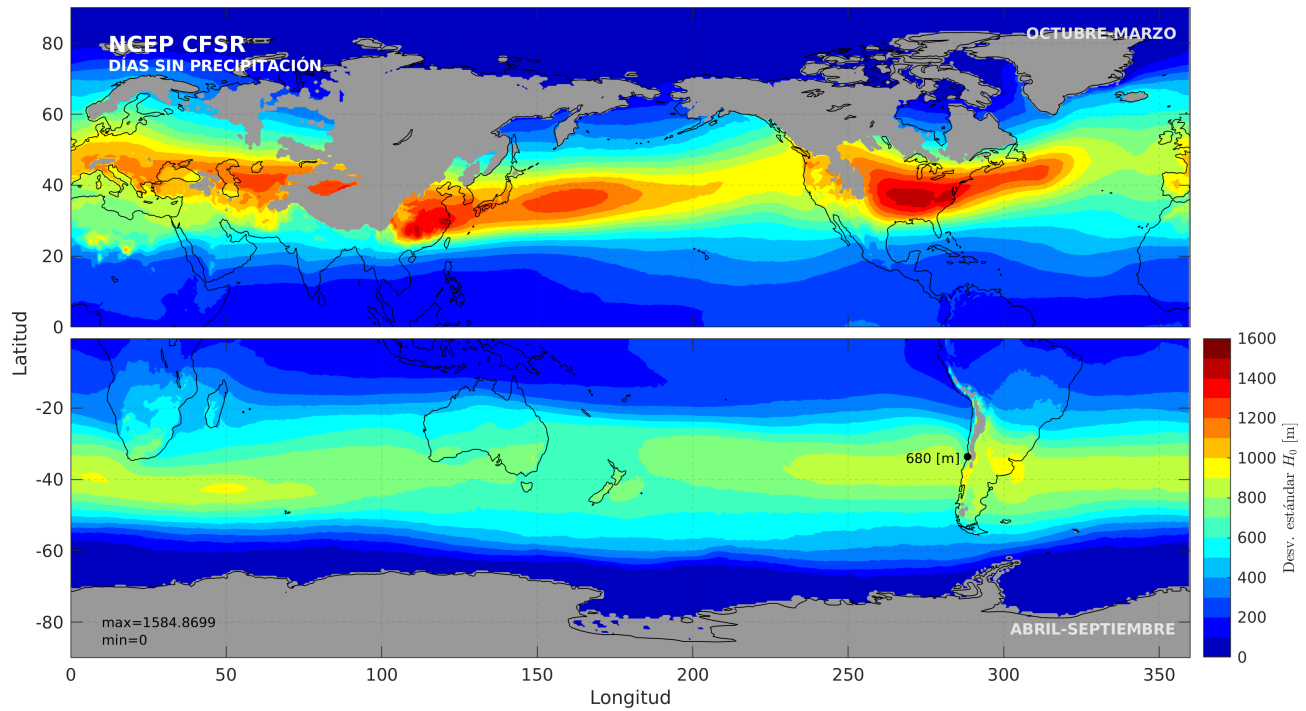 NCEP CFSR
DÍAS SIN PRECIPITACIÓN
OCTUBRE-MARZO
80
60
40
20
0
Latitud
-20
-40
-60
-80
680 [m]
max=1584.8699
min=0
ABRIL-SEPTIEMBRE
0
50
100
150
200
250
300
350
Longitud
1600
1400
1200
1000
800
600
400
200
0
Desv. estándar H₀ [m]